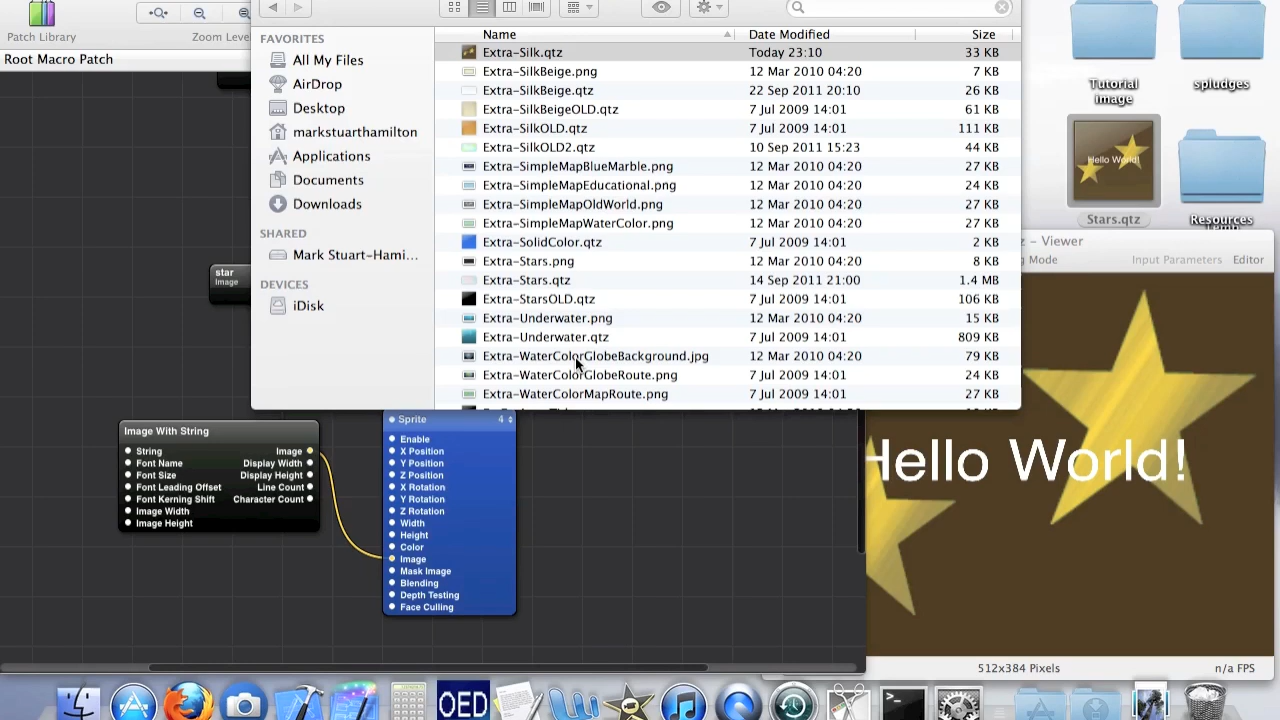 Patch Library
Zoom Leve
Root Macro Patch
FAVORITES
All My Files
AirDrop
Desktop
markstuarthamilton
Applications
Documents
Downloads
SHARED
Mark Stuart-Hami...
DEVICES
iDisk
Name Date Modified Size
Extra-Silk.qtz Today 23:10 33 KB
Extra-SilkBeige.png 12 Mar 2010 04:20 7 KB
Extra-SilkBeige.qtz 22 Sep 2011 20:10 26 KB
Extra-SilkBeigeOLD.qtz 7 Jul 2009 14:01 61 KB
Extra-SilkOLD.qtz 7 Jul 2009 14:01 111 KB
Extra-SilkOLD2.qtz 10 Sep 2011 15:23 44 KB
Extra-SimpleMapBlueMarble.png 12 Mar 2010 04:20 27 KB
Extra-SimpleMapEducational.png 12 Mar 2010 04:20 24 KB
Extra-SimpleMapOldWorld.png 12 Mar 2010 04:20 27 KB
Extra-SimpleMapWaterColor.png 12 Mar 2010 04:20 27 KB
Extra-SolidColor.qtz 7 Jul 2009 14:01 2 KB
Extra-Stars.png 12 Mar 2010 04:20 8 KB
Extra-Stars.qtz 14 Sep 2011 21:00 1.4 MB
Extra-StarsOLD.qtz 7 Jul 2009 14:01 106 KB
Extra-Underwater.png 12 Mar 2010 04:20 15 KB
Extra-Underwater.qtz 7 Jul 2009 14:01 809 KB
Extra-WaterColorGlobeBackground.jpg 12 Mar 2010 04:20 79 KB
Extra-WaterColorGlobeRoute.png 7 Jul 2009 14:01 24 KB
Extra-WaterColorMapRoute.png 7 Jul 2009 14:01 27 KB
Tutorial
image
spludges
Hello World!
Stars.qtz
Resources
z - Viewer
g Mode Input Parameters Editor
Hello World!
512x384 Pixels n/a FPS
star
Image
Image With String
String Image
Font Name Display Width
Font Size Display Height
Font Leading Offset Line Count
Font Kerning Shift Character Count
Image Width
Image Height
Sprite 4
Enable
X Position
Y Position
Z Position
X Rotation
Y Rotation
Z Rotation
Width
Height
Color
Image
Mask Image
Blending
Depth Testing
Face Culling
OED